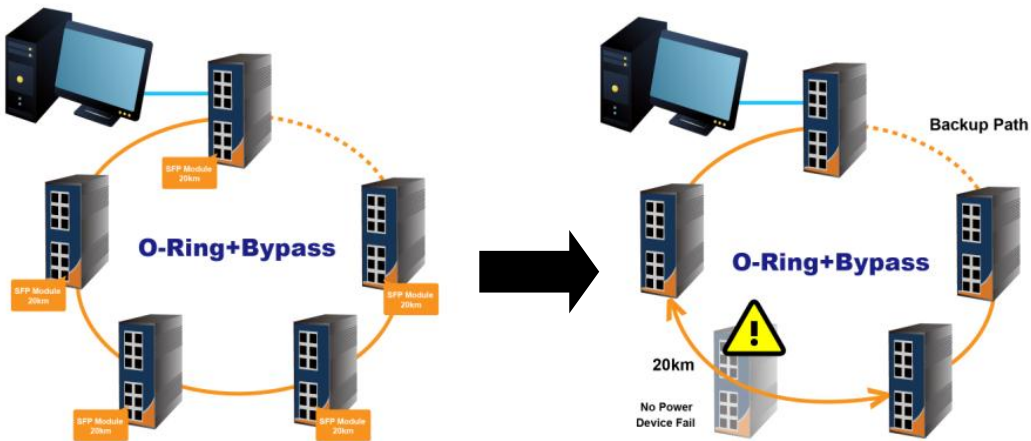 SFP Module
20km
SFP Module
20km
O-Ring+Bypass
SFP Module
20km
SFP Module
20km
SFP Module
20km
Backup Path
O-Ring+Bypass
20km
No Power
Device Fail